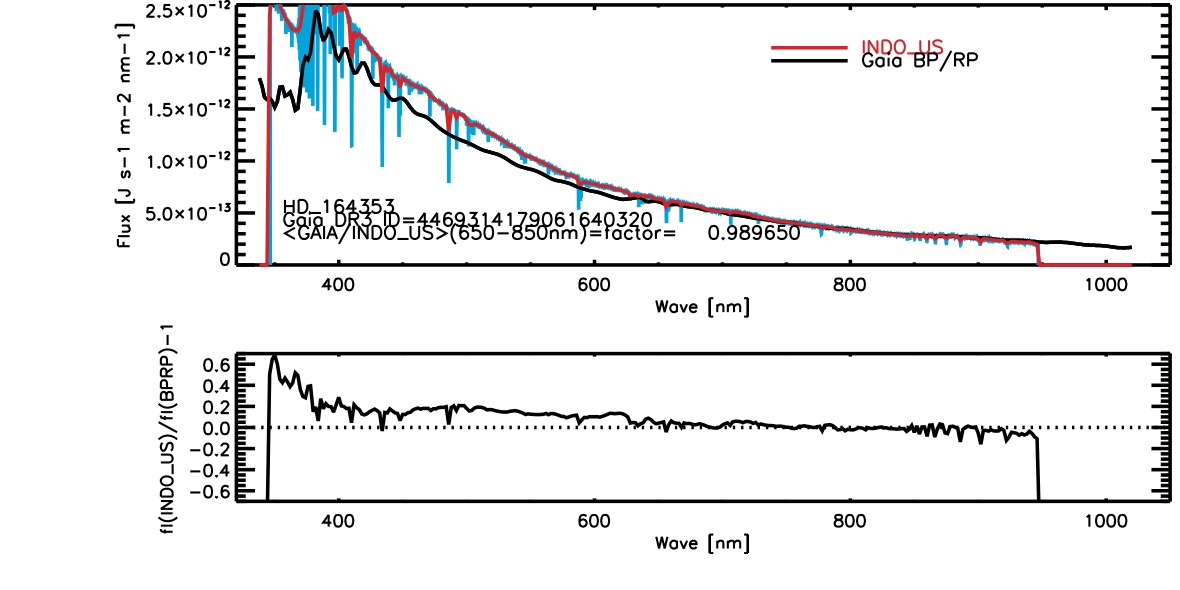 2.5×10−12
2.0×10−12
1.5×10−12
1.0×10−12
5.0×10−13
0
Flux [J s−1 m−2 nm−1]
INDO_US
Gaia BP/RP
HD_164353
Gaia DR3 ID=4469314179061640320
<GAIA/INDO_US>(650−850nm)=factor= 0.989650
400 600 800 1000
Wave [nm]
fl(INDO_US)/fl(BPRP)−1
0.6
0.4
0.2
0.0
−0.2
−0.4
−0.6
400 600 800 1000
Wave [nm]